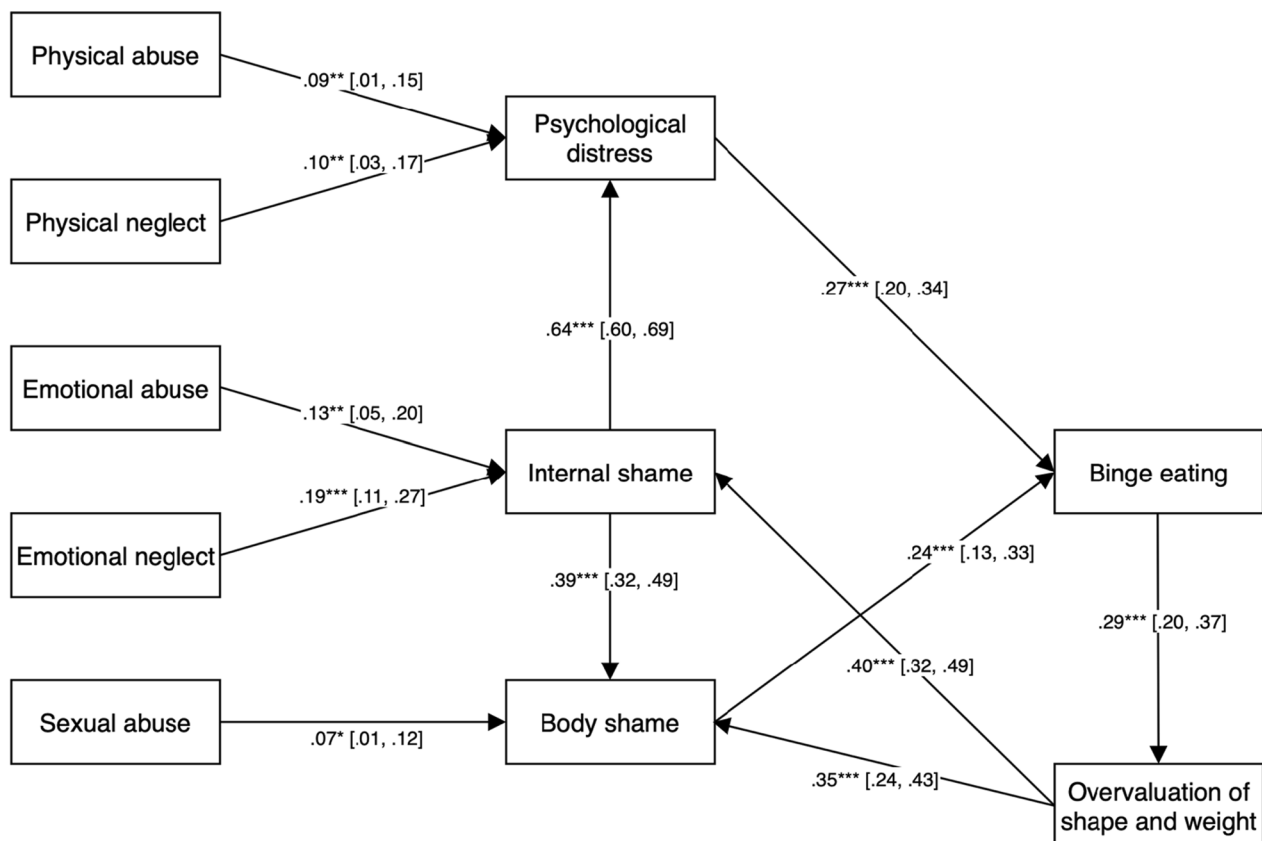 Physical abuse
.09** [.01, .15]
Psychological
distress
.10** [.03, .17]
Physical neglect
.27*** [.20, .34]
.64*** [.60, .69]
Emotional abuse
.13** [.05, .20]
Internal shame
Binge eating
.19*** [.11, .27]
Emotional neglect
.24*** [.13, .33]
.39*** [.32, .49]
.29*** [.20, .37]
.40*** [.32, .49]
Sexual abuse
Body shame
.07* [.01, .12]
.35*** [.24, .43]
Overvaluation of
shape and weight